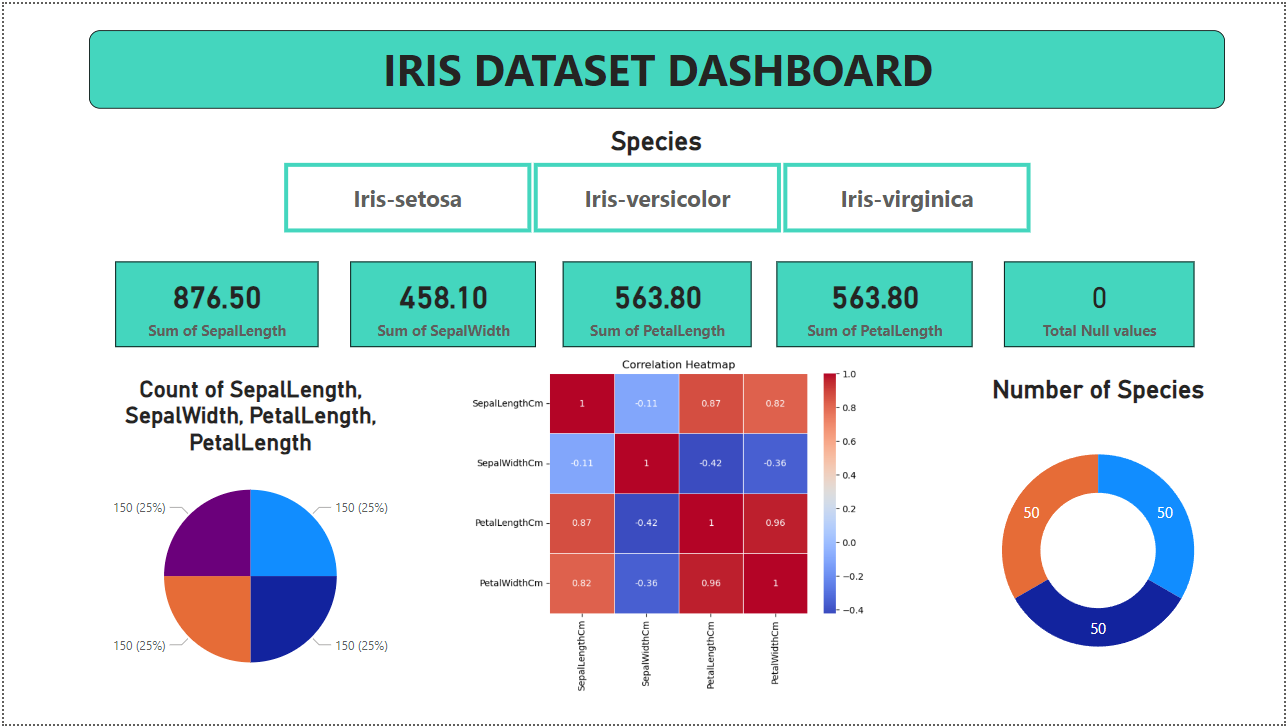 IRIS DATASET DASHBOARD
Species
Iris-setosa
Iris-versicolor
Iris-virginica
876.50
Sum of SepalLength
458.10
Sum of SepalWidth
563.80
Sum of PetalLength
563.80
Sum of PetalLength
0
Total Null values
Count of SepalLength,
SepalWidth, PetalLength,
PetalLength
150 (25%)
150 (25%)
150 (25%)
150 (25%)
Correlation Heatmap
SepalLengthCm
1
-0.11
0.87
0.82
SepalWidthCm
-0.11
1
-0.42
-0.36
PetalLengthCm
0.87
-0.42
1
0.96
PetalWidthCm
0.82
-0.36
0.96
1
SepalLengthCm
SepalWidthCm
PetalLengthCm
PetalWidthCm
1.0
0.8
0.6
0.4
0.2
0.0
−0.2
−0.4
Number of Species
50
50
50